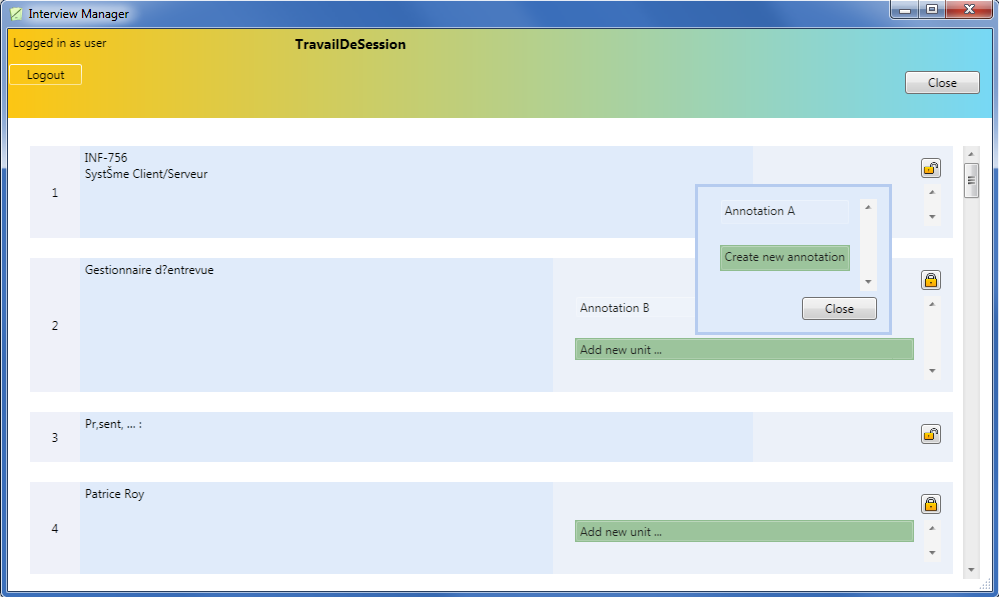 Interview Manager
Logged in as user
TravailDeSession
Logout
Close
1
INF-756
SystŠme Client/Serveur
Annotation A
Create new annotation
Close
2
Gestionnaire d?entrevue
Annotation B
Add new unit ...
3
Pr‚sent‚ ... :
4
Patrice Roy
Add new unit ...